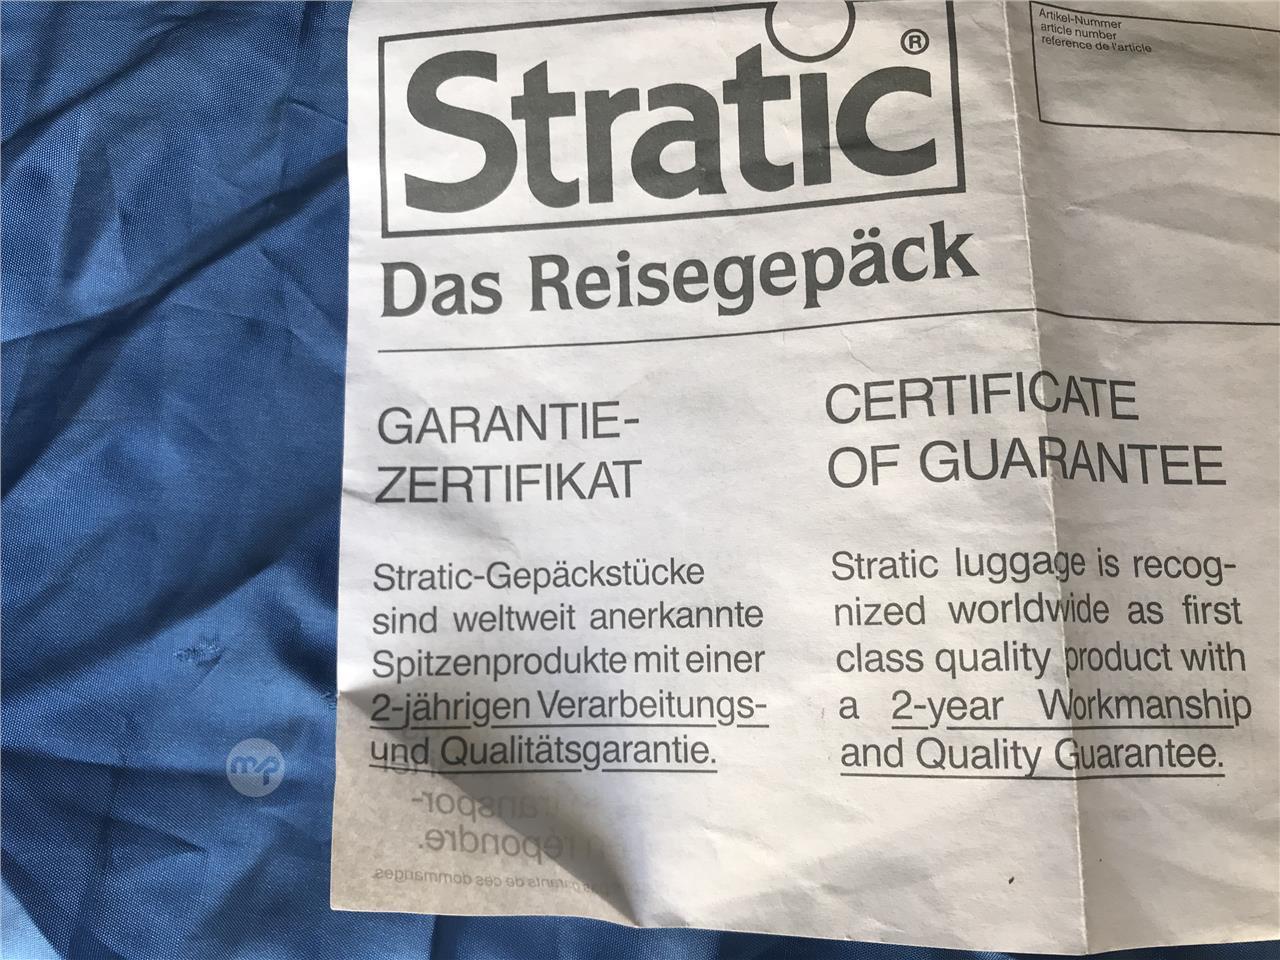 Stratic ®
Das Reisegepäck
Artikel-Nummer
article number
reference de l'article
GARANTIE-
ZERTIFIKAT
Stratic-Gepäckstücke
sind weltweit anerkannte
Spitzenprodukte mit einer
2-jährigen Verarbeitungs-
und Qualitätsgarantie.
CERTIFICATE
OF GUARANTEE
Stratic luggage is recog-
nized worldwide as first
class quality product with
a 2-year Workmanship
and Quality Guarantee.
mp